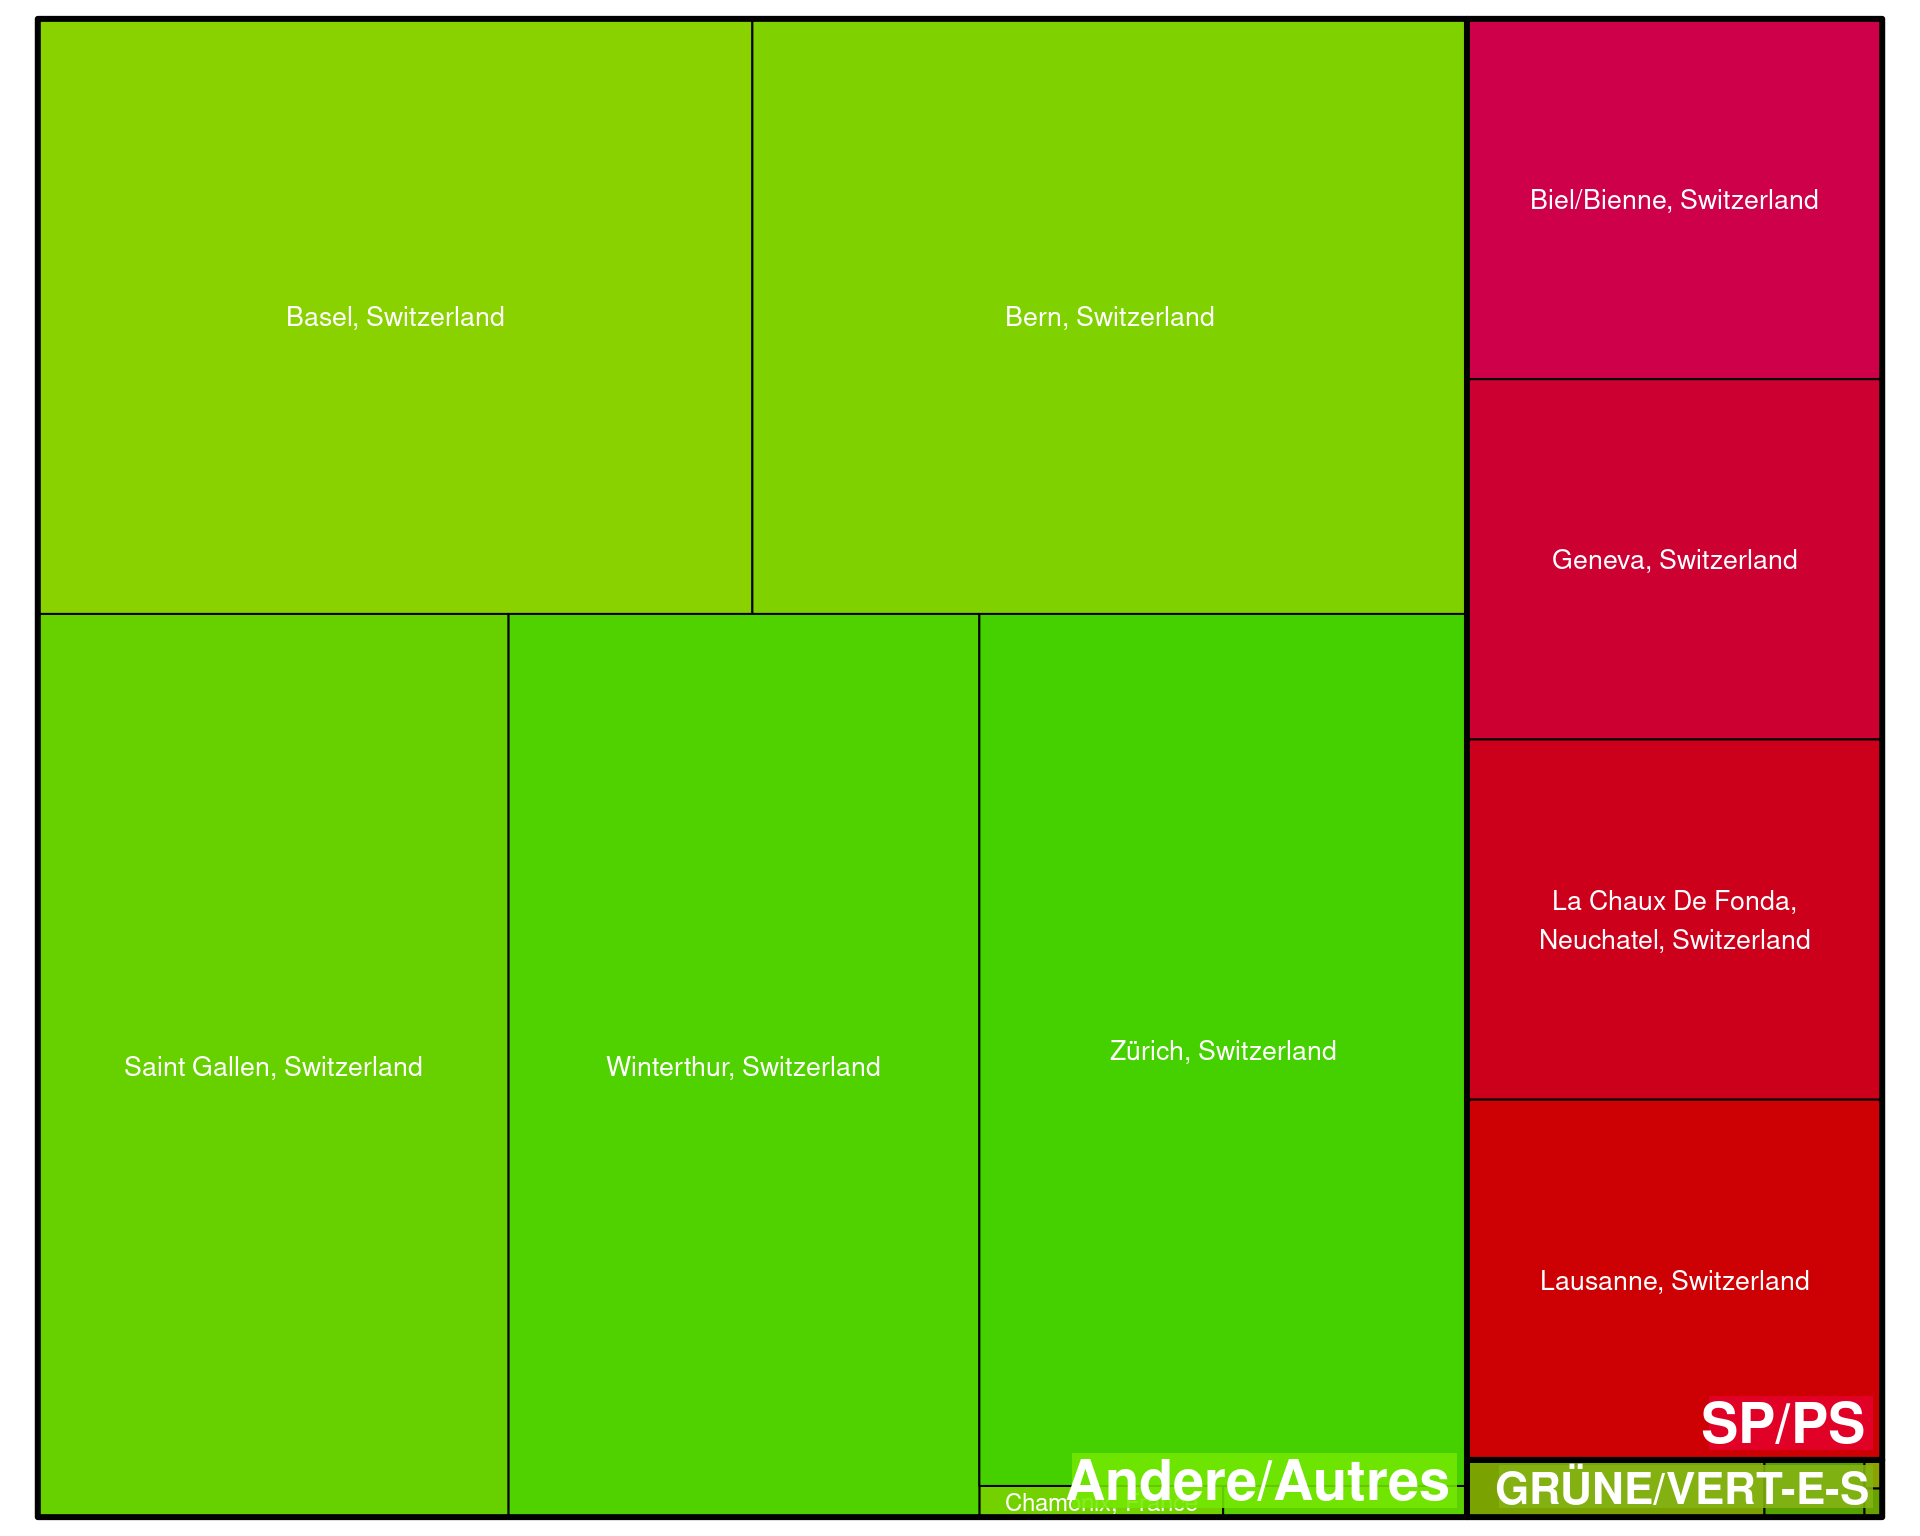 Basel, Switzerland
Bern, Switzerland
Biel/Bienne, Switzerland
Geneva, Switzerland
La Chaux De Fonda,
Neuchatel, Switzerland
Saint Gallen, Switzerland
Winterthur, Switzerland
Zürich, Switzerland
Lausanne, Switzerland
SP/PS
Andere/Autres
GRÜNE/VERT-E-S
Chamonix, France